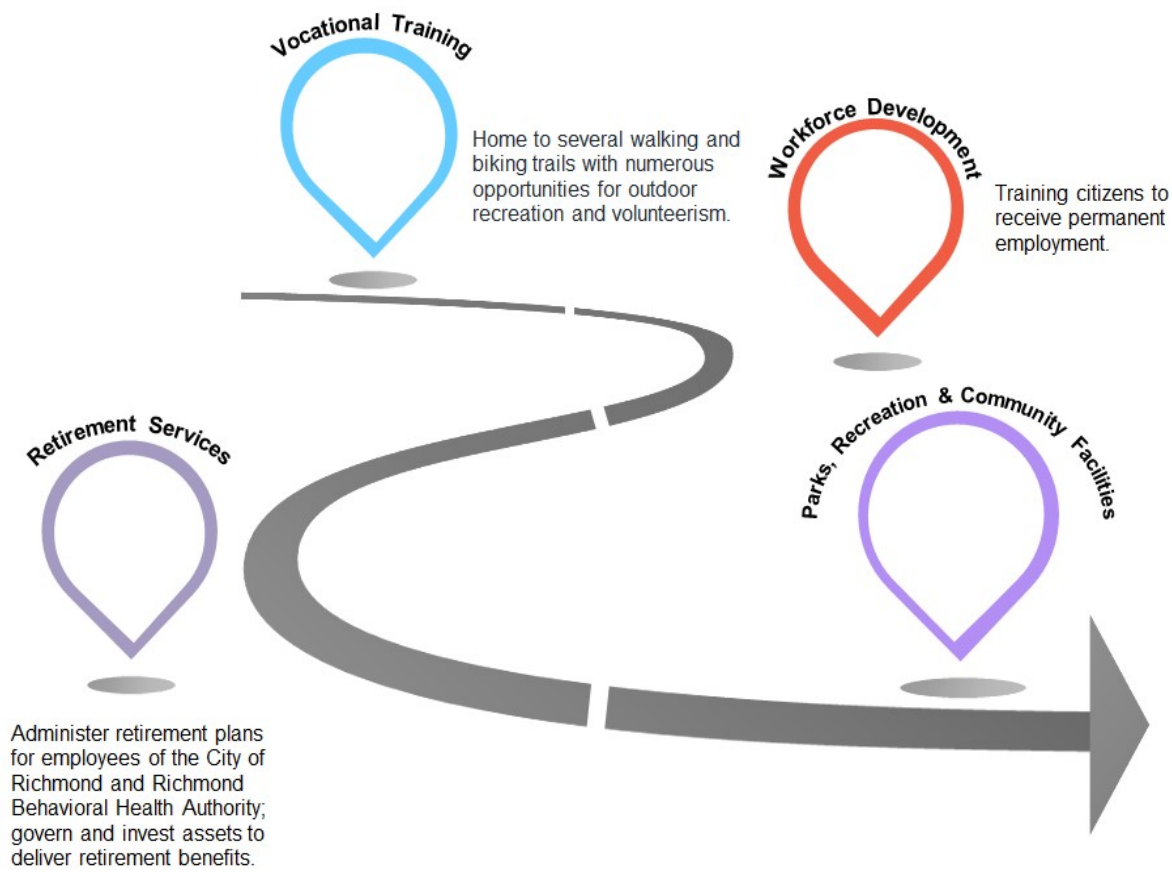 Vocational Training
Home to several walking and
biking trails with numerous
opportunities for outdoor
recreation and volunteerism.
Workforce Development
Training citizens to
receive permanent
employment.
Retirement Services
Administer retirement plans
for employees of the City of
Richmond and Richmond
Behavioral Health Authority;
govern and invest assets to
deliver retirement benefits.
Parks, Recreation & Community Facilities